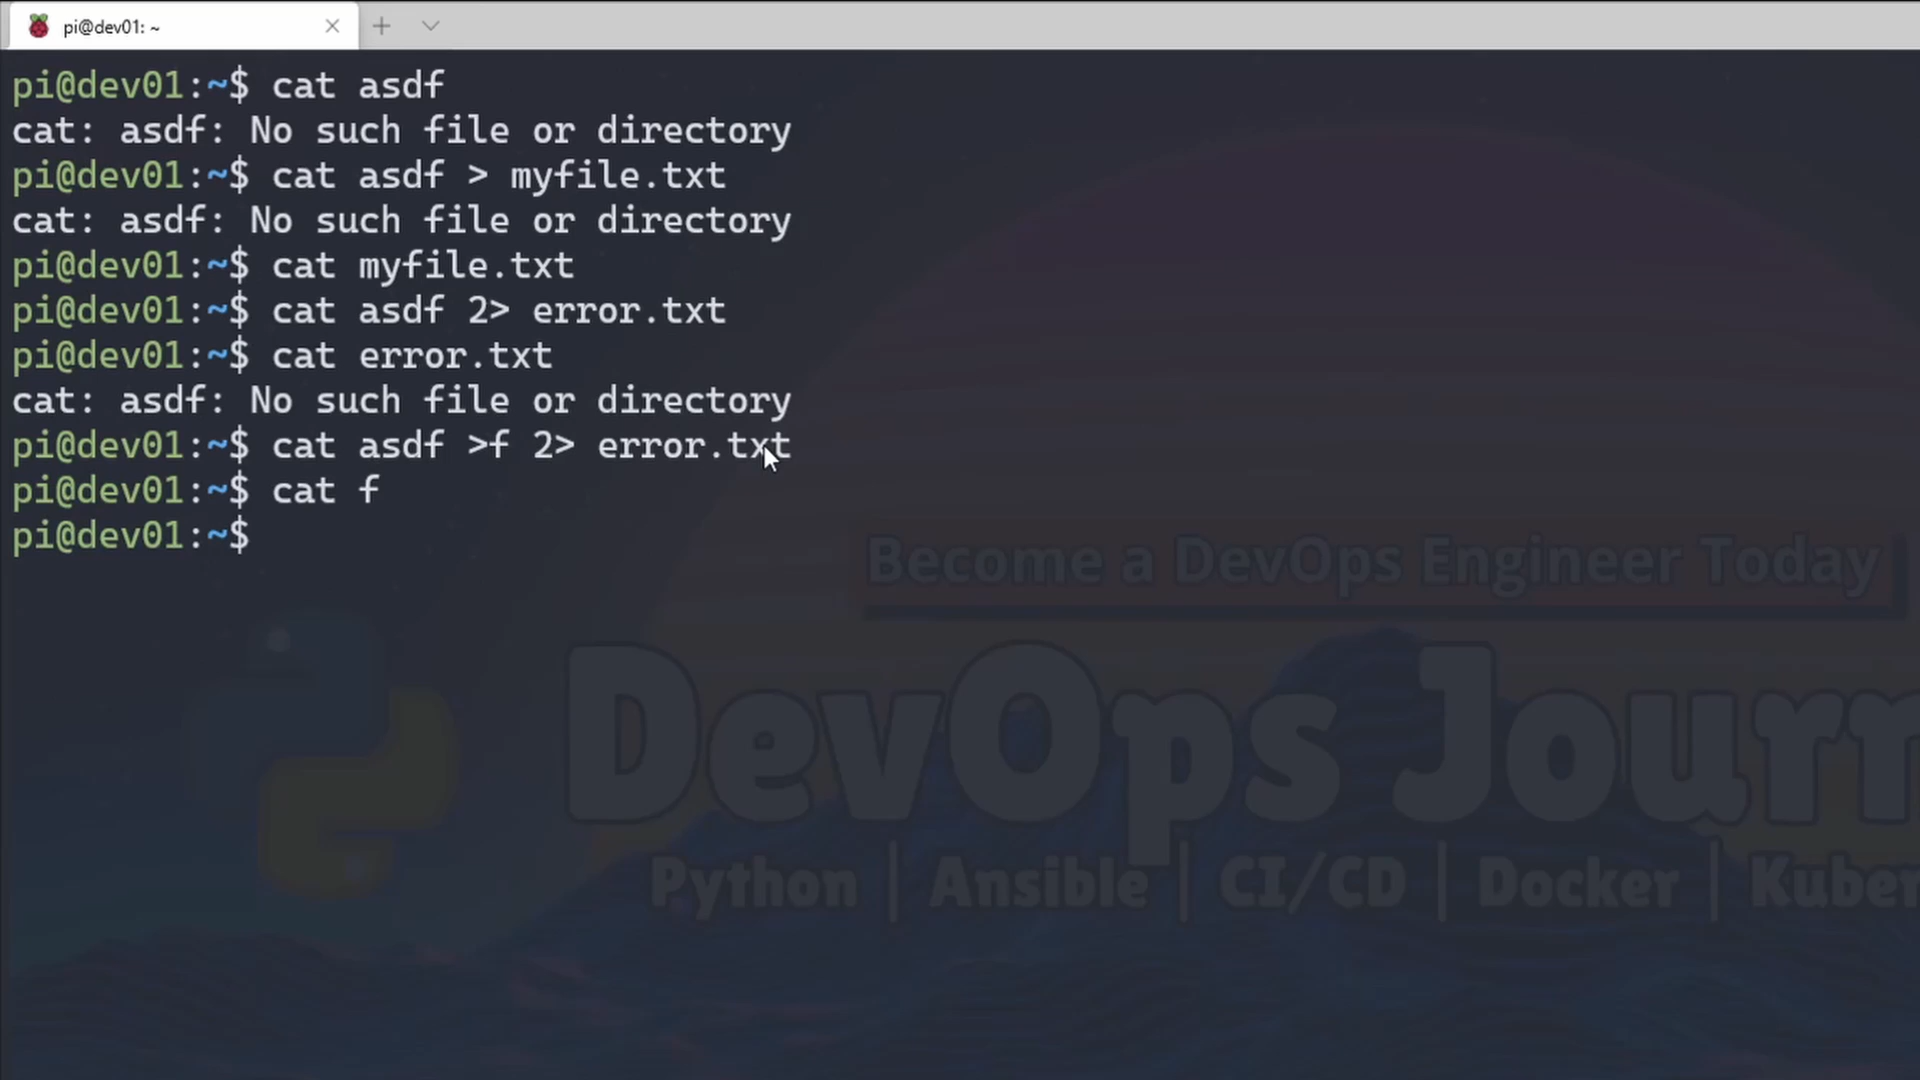 pi@dev01: ~
pi@dev01:~$ cat asdf
cat: asdf: No such file or directory
pi@dev01:~$ cat asdf > myfile.txt
cat: asdf: No such file or directory
pi@dev01:~$ cat myfile.txt
pi@dev01:~$ cat asdf 2> error.txt
pi@dev01:~$ cat error.txt
cat: asdf: No such file or directory
pi@dev01:~$ cat asdf >f 2> error.txt
pi@dev01:~$ cat f
pi@dev01:~$
Become a DevOps Engineer Today
DevOps Journ
Python | Ansible | CI/CD | Docker | Kuber